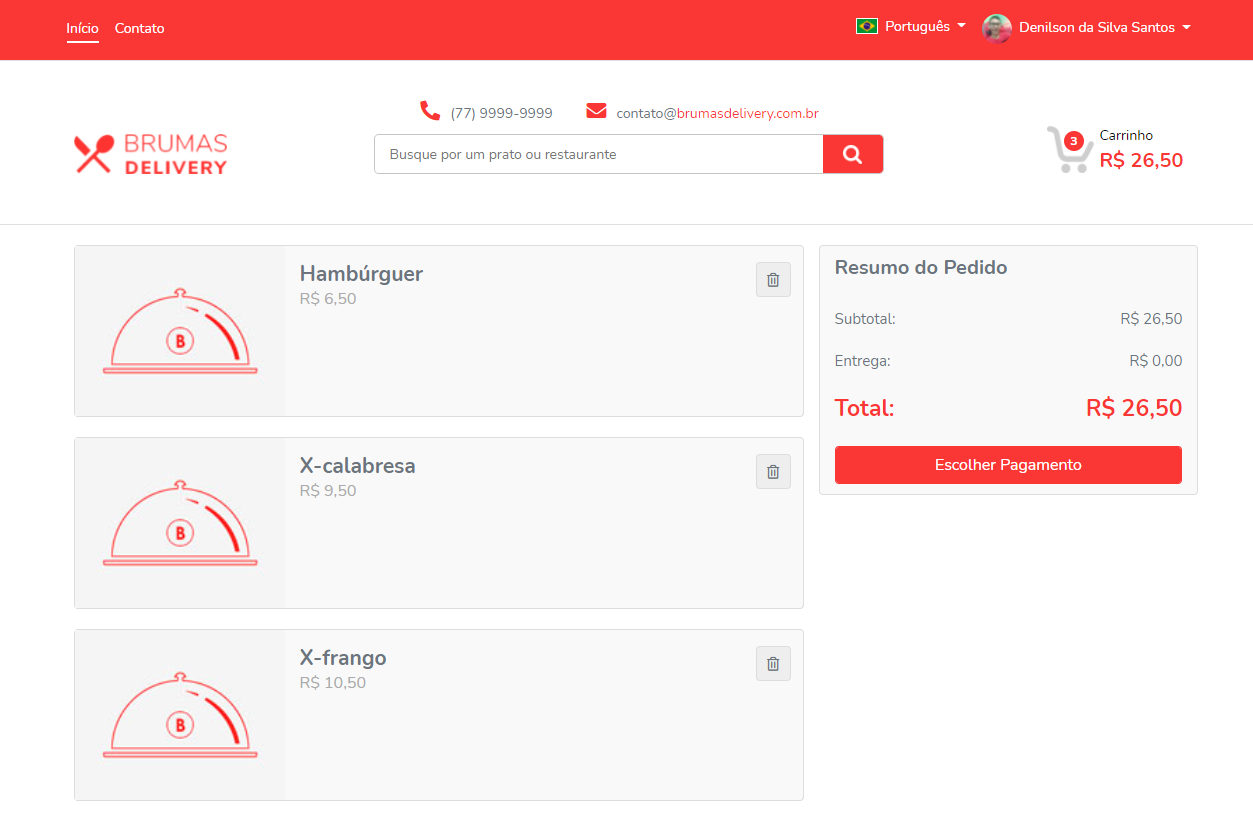 Início Contato
Português
Denilson da Silva Santos
(77) 9999-9999
contato@brumasdelivery.com.br
BRUMAS
DELIVERY
Busque por um prato ou restaurante
3
Carrinho
R$ 26,50
B
Hambúrguer
R$ 6,50
B
X-calabresa
R$ 9,50
B
X-frango
R$ 10,50
Resumo do Pedido
Subtotal: R$ 26,50
Entrega: R$ 0,00
Total: R$ 26,50
Escolher Pagamento